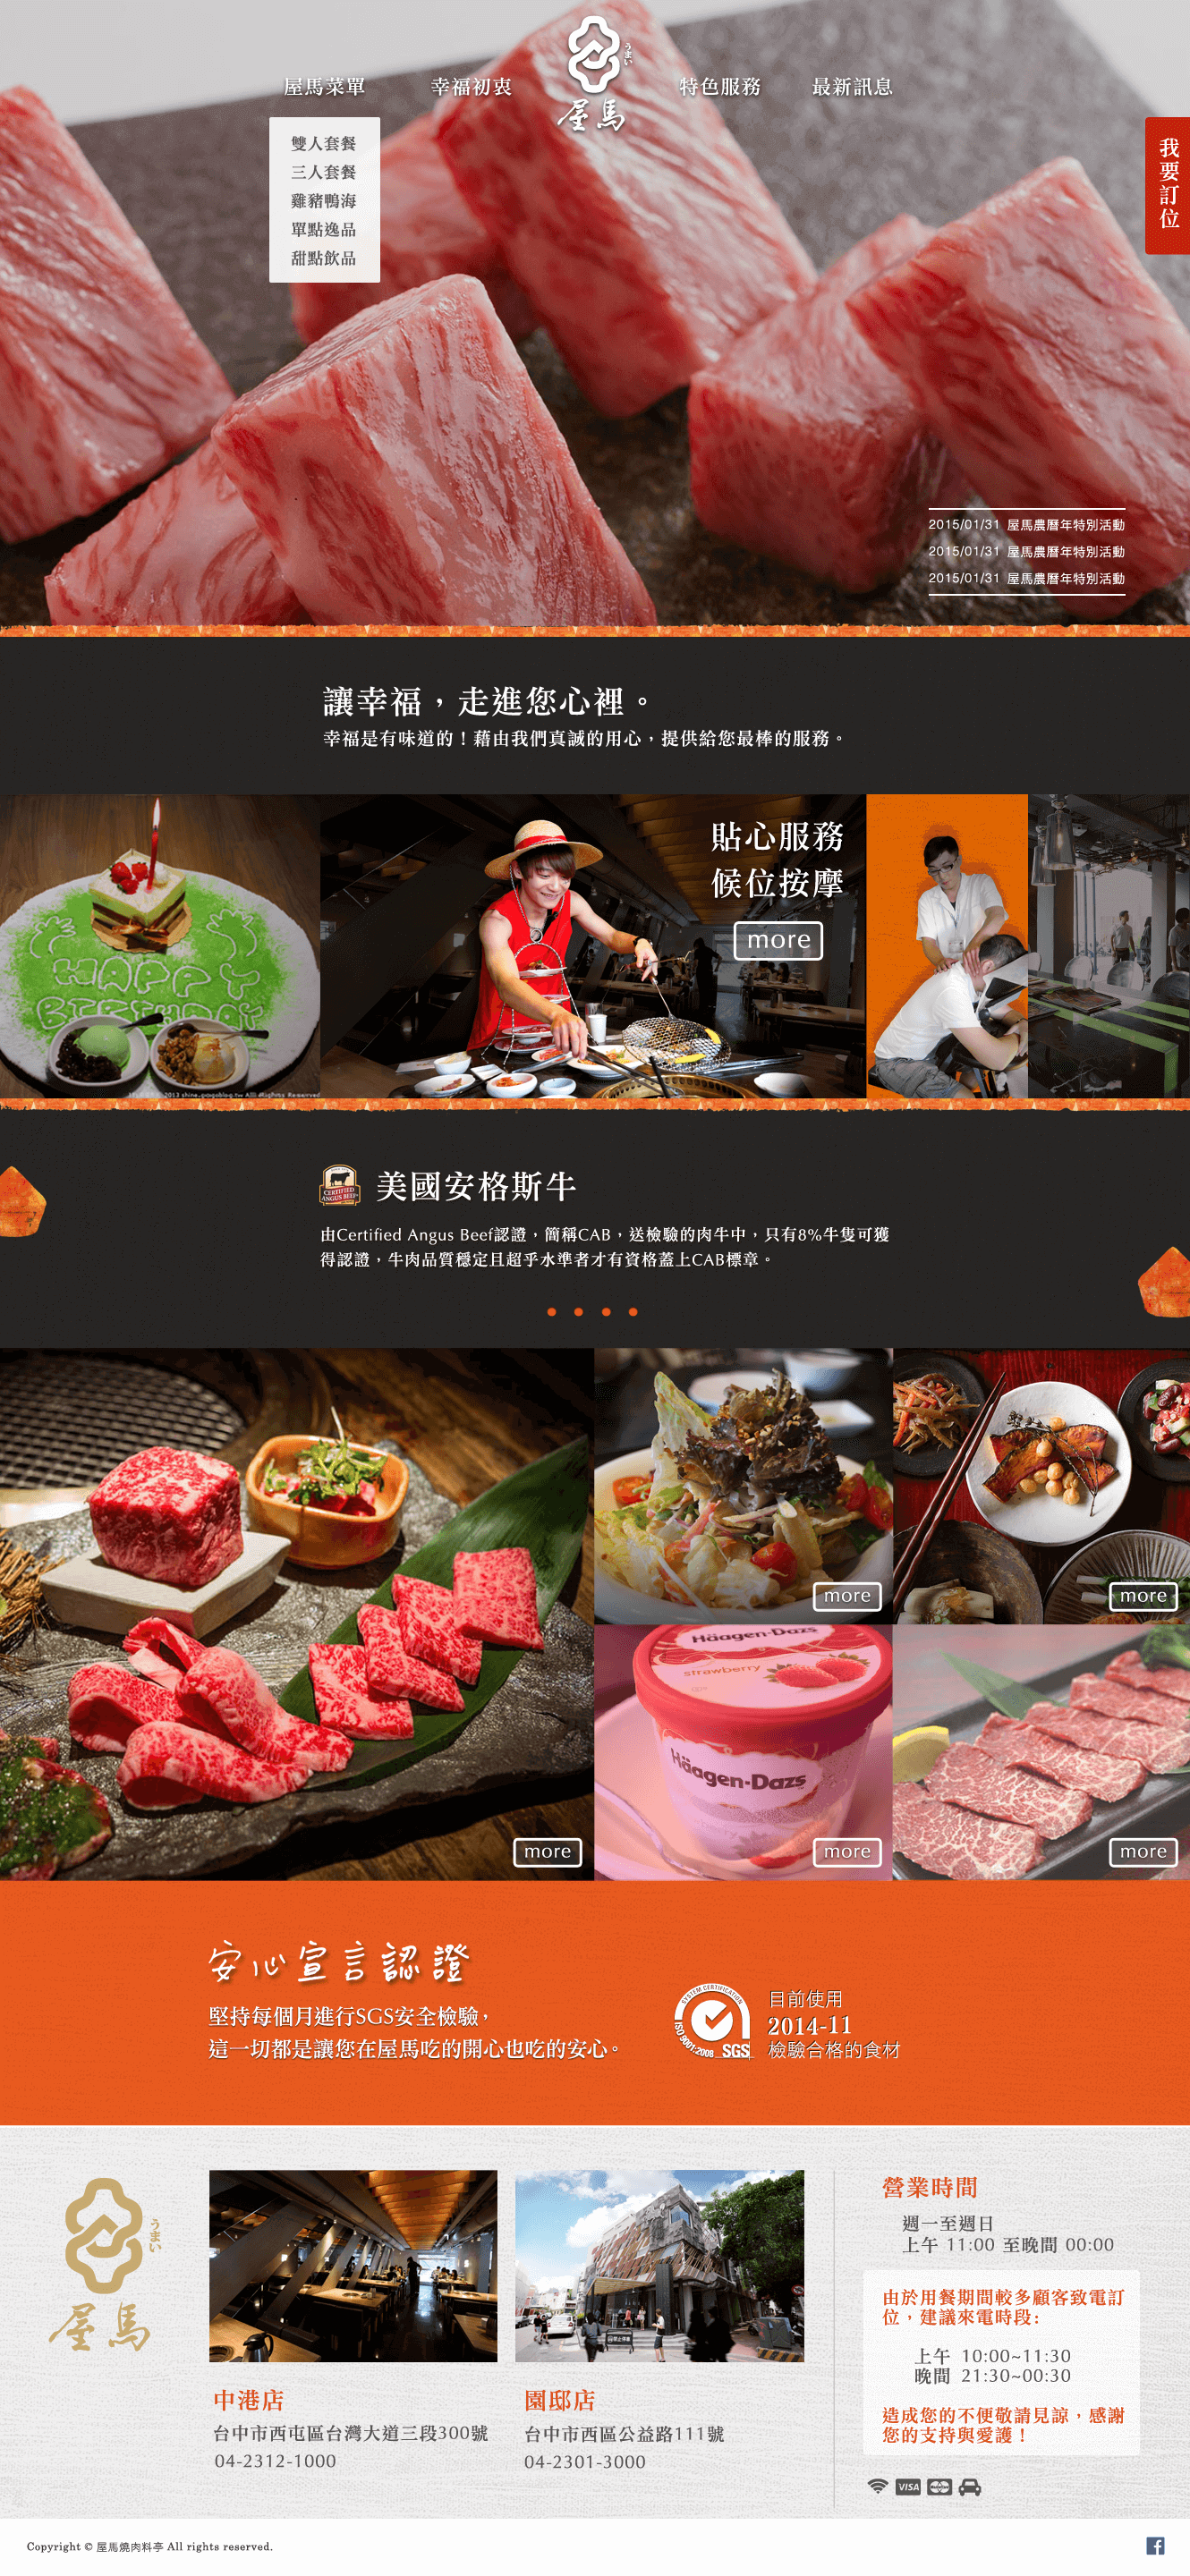 屋馬菜單
幸福初衷
うまい
屋馬
特色服務
最新訊息
雙人套餐
三人套餐
雞豬鴨海
單點逸品
甜點飲品
我要訂位
2015/01/31 屋馬農曆年特別活動
2015/01/31 屋馬農曆年特別活動
2015/01/31 屋馬農曆年特別活動
讓幸福，走進您心裡。
幸福是有味道的！藉由我們真誠的用心，提供給您最棒的服務。
HAPPY
BIRTHDAY
貼心服務
候位按摩
more
CERTIFIED
ANGUS BEEF
美國安格斯牛
由Certified Angus Beef認證，簡稱CAB，送檢驗的肉牛中，只有8%牛隻可獲
得認證，牛肉品質穩定且超乎水準者才有資格蓋上CAB標章。
more
more
Häagen-Dazs
strawberry
Häagen-Dazs
more
more
more
安心宣言認證
堅持每個月進行SGS安全檢驗，
這一切都是讓您在屋馬吃的開心也吃的安心。
SYSTEM CERTIFICATION
ISO 9001:2008
SGS
目前使用
2014-11
檢驗合格的食材
うまい
屋馬
中港店
台中市西屯區台灣大道三段300號
04-2312-1000
園邸店
台中市西區公益路111號
04-2301-3000
營業時間
週一至週日
上午 11:00 至晚間 00:00
由於用餐期間較多顧客致電訂
位，建議來電時段：
上午 10:00~11:30
晚間 21:30~00:30
造成您的不便敬請見諒，感謝
您的支持與愛護！
VISA
Copyright © 屋馬燒肉料亭 All rights reserved.